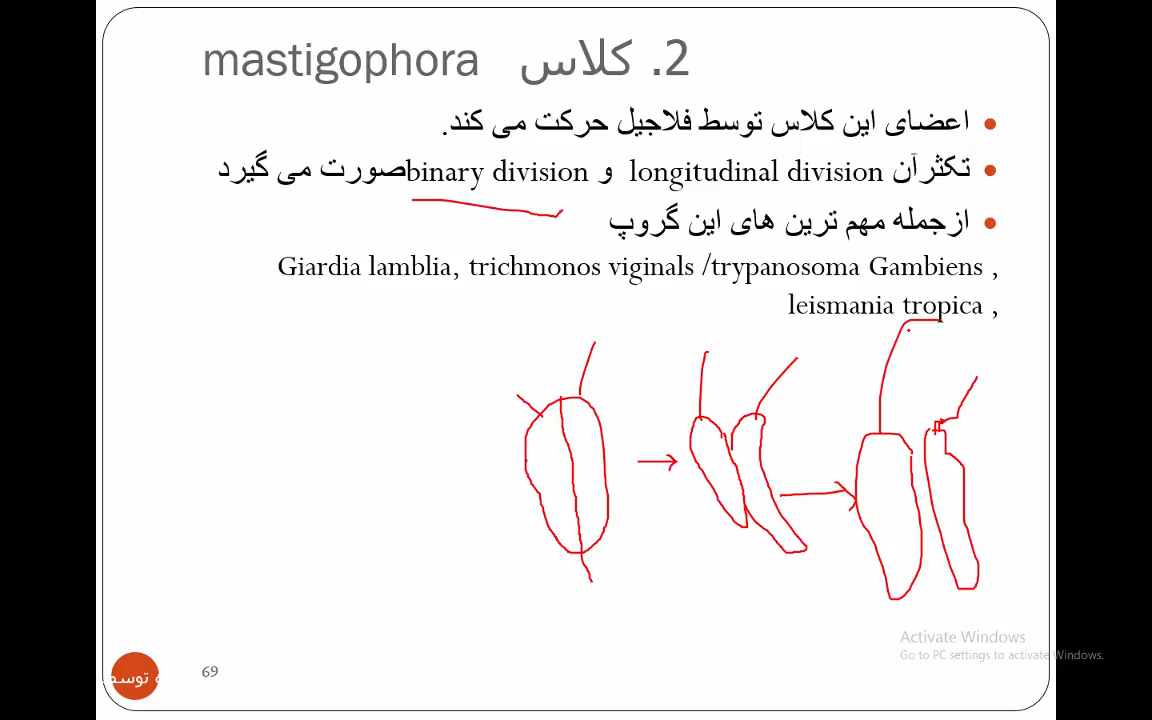 2. کلاس mastigophora
اعضای این کلاس توسط فلاجیل حرکت می کند.
تکثرآن longitudinal division و binary divisionصورت می گیرد
ازجمله مهم ترین های این گروپ
Giardia lamblia, trichmonos viginals /trypanosoma Gambiens ,
leismania tropica ,
Activate Windows
Go to PC settings to activate Windows.
69
ة توسط